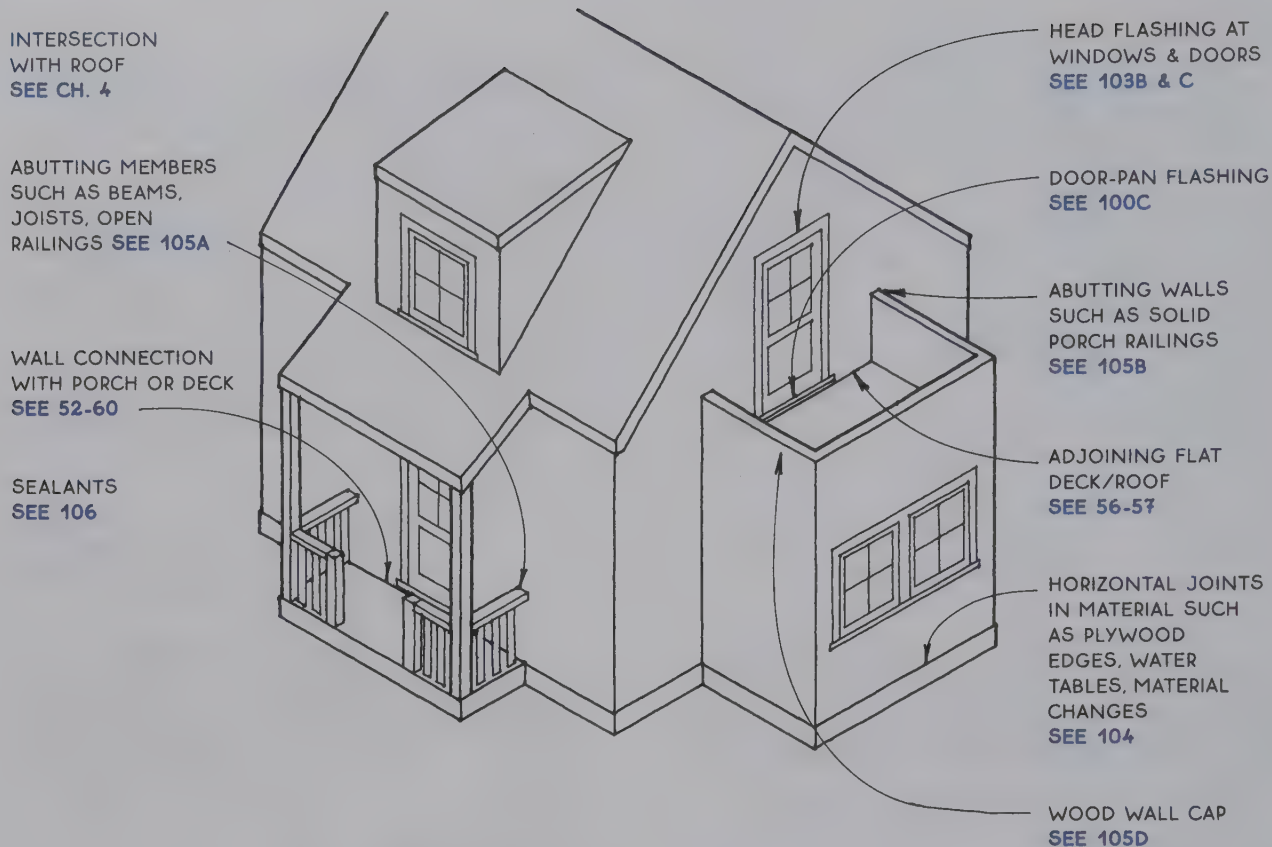 INTERSECTION
WITH ROOF
SEE CH. 4
ABUTTING MEMBERS
SUCH AS BEAMS,
JOISTS, OPEN
RAILINGS SEE 105A
WALL CONNECTION
WITH PORCH OR DECK
SEE 52-60
SEALANTS
SEE 106
HEAD FLASHING AT
WINDOWS & DOORS
SEE 103B & C
DOOR-PAN FLASHING
SEE 100C
ABUTTING WALLS
SUCH AS SOLID
PORCH RAILINGS
SEE 105B
ADJOINING FLAT
DECK/ROOF
SEE 56-57
HORIZONTAL JOINTS
IN MATERIAL SUCH
AS PLYWOOD
EDGES, WATER
TABLES, MATERIAL
CHANGES
SEE 104
WOOD WALL CAP
SEE 105D